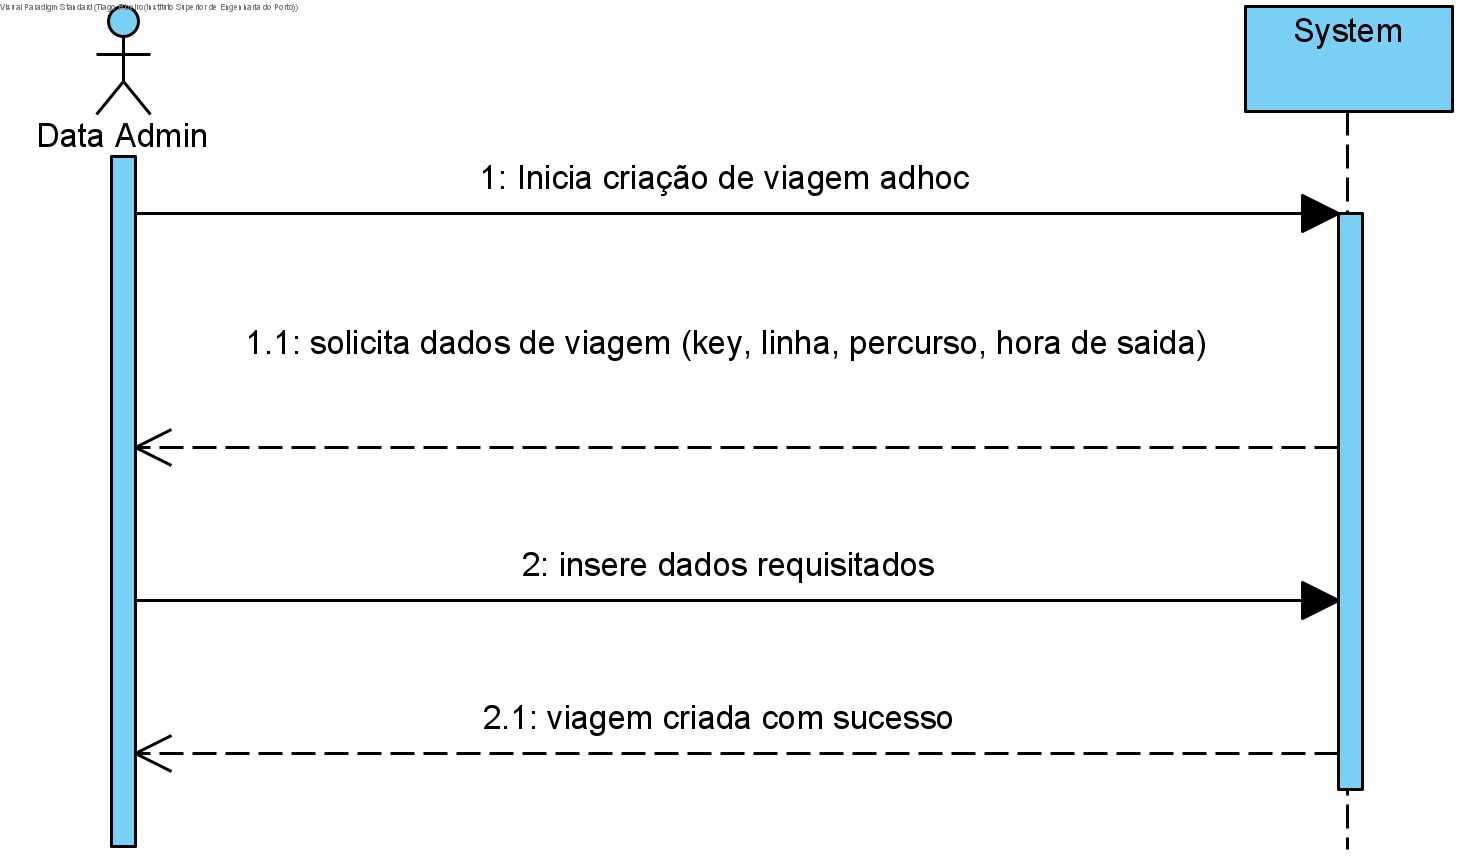 Visual Paradigm Standard (Tiago Ribeiro(Instituto Superior de Engenharia do Porto))
System
Data Admin
1: Inicia criação de viagem adhoc
1.1: solicita dados de viagem (key, linha, percurso, hora de saida)
2: insere dados requisitados
2.1: viagem criada com sucesso